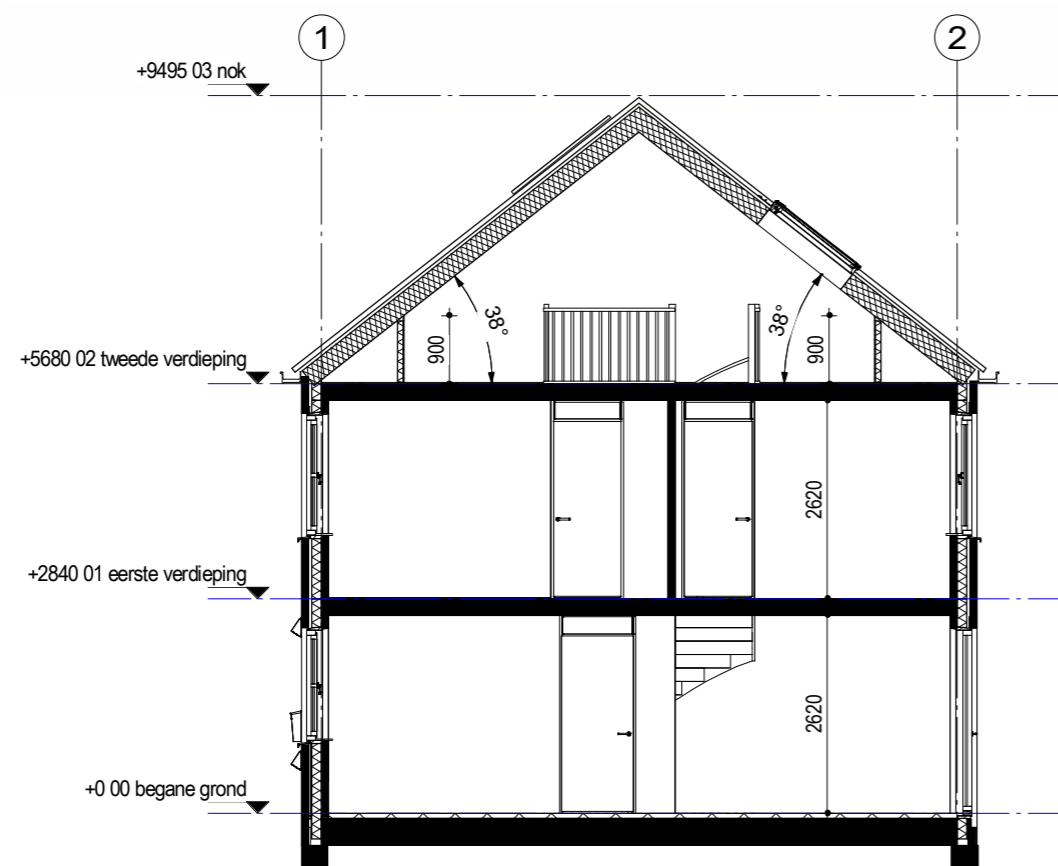 1
2
+9495 03 nok
38°
38°
900
900
+5680 02 tweede verdieping
2620
+2840 01 eerste verdieping
2620
+0 00 begane grond